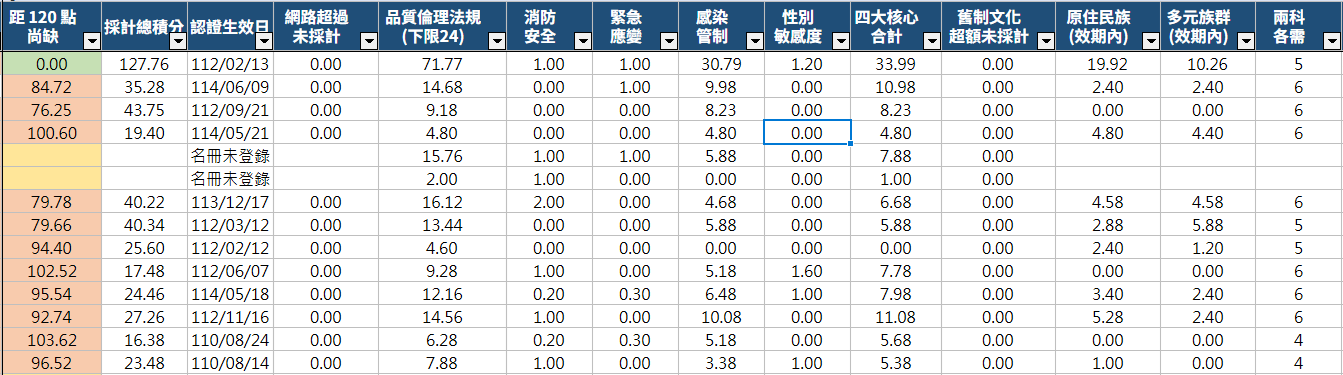 距 120 點尚缺 採計總積分 認證生效日 網路超過未採計 品質倫理法規(下限24) 消防安全 緊急應變 感染管制 性別敏感度 四大核心合計 舊制文化超額未採計 原住民族(效期內) 多元族群(效期內) 兩科各需
0.00 127.76 112/02/13 0.00 71.77 1.00 1.00 30.79 1.20 33.99 0.00 19.92 10.26 5
84.72 35.28 114/06/09 0.00 14.68 0.00 1.00 9.98 0.00 10.98 0.00 2.40 2.40 6
76.25 43.75 112/09/21 0.00 9.18 0.00 0.00 8.23 0.00 8.23 0.00 0.00 0.00 6
100.60 19.40 114/05/21 0.00 4.80 0.00 0.00 4.80 0.00 4.80 0.00 4.80 4.40 6
名冊未登錄 15.76 1.00 1.00 5.88 0.00 7.88 0.00
名冊未登錄 2.00 1.00 0.00 0.00 0.00 1.00 0.00
79.78 40.22 113/12/17 0.00 16.12 2.00 0.00 4.68 0.00 6.68 0.00 4.58 4.58 6
79.66 40.34 112/03/12 0.00 13.44 0.00 0.00 5.88 0.00 5.88 0.00 2.88 5.88 5
94.40 25.60 112/02/12 0.00 4.60 0.00 0.00 0.00 0.00 0.00 0.00 2.40 1.20 5
102.52 17.48 112/06/07 0.00 9.28 1.00 0.00 5.18 1.60 7.78 0.00 0.00 0.00 6
95.54 24.46 114/05/18 0.00 12.16 0.20 0.30 6.48 1.00 7.98 0.00 3.40 2.40 6
92.74 27.26 112/11/16 0.00 14.56 1.00 0.00 10.08 0.00 11.08 0.00 5.28 2.40 6
103.62 16.38 110/08/24 0.00 6.28 0.20 0.30 5.18 0.00 5.68 0.00 0.00 0.00 4
96.52 23.48 110/08/14 0.00 7.88 1.00 0.00 3.38 1.00 5.38 0.00 1.00 0.00 4